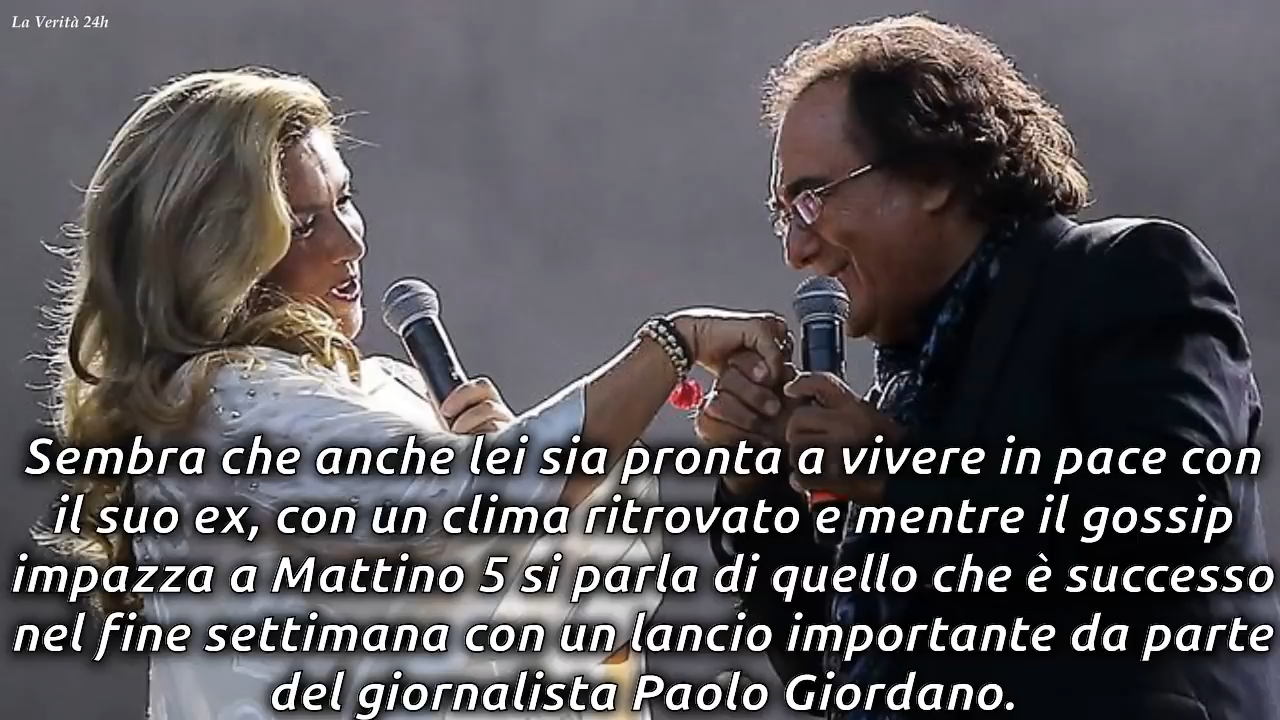 La Verità 24h
Sembra che anche lei sia pronta a vivere in pace con
il suo ex, con un clima ritrovato e mentre il gossip
impazza a Mattino 5 si parla di quello che è successo
nel fine settimana con un lancio importante da parte
del giornalista Paolo Giordano.